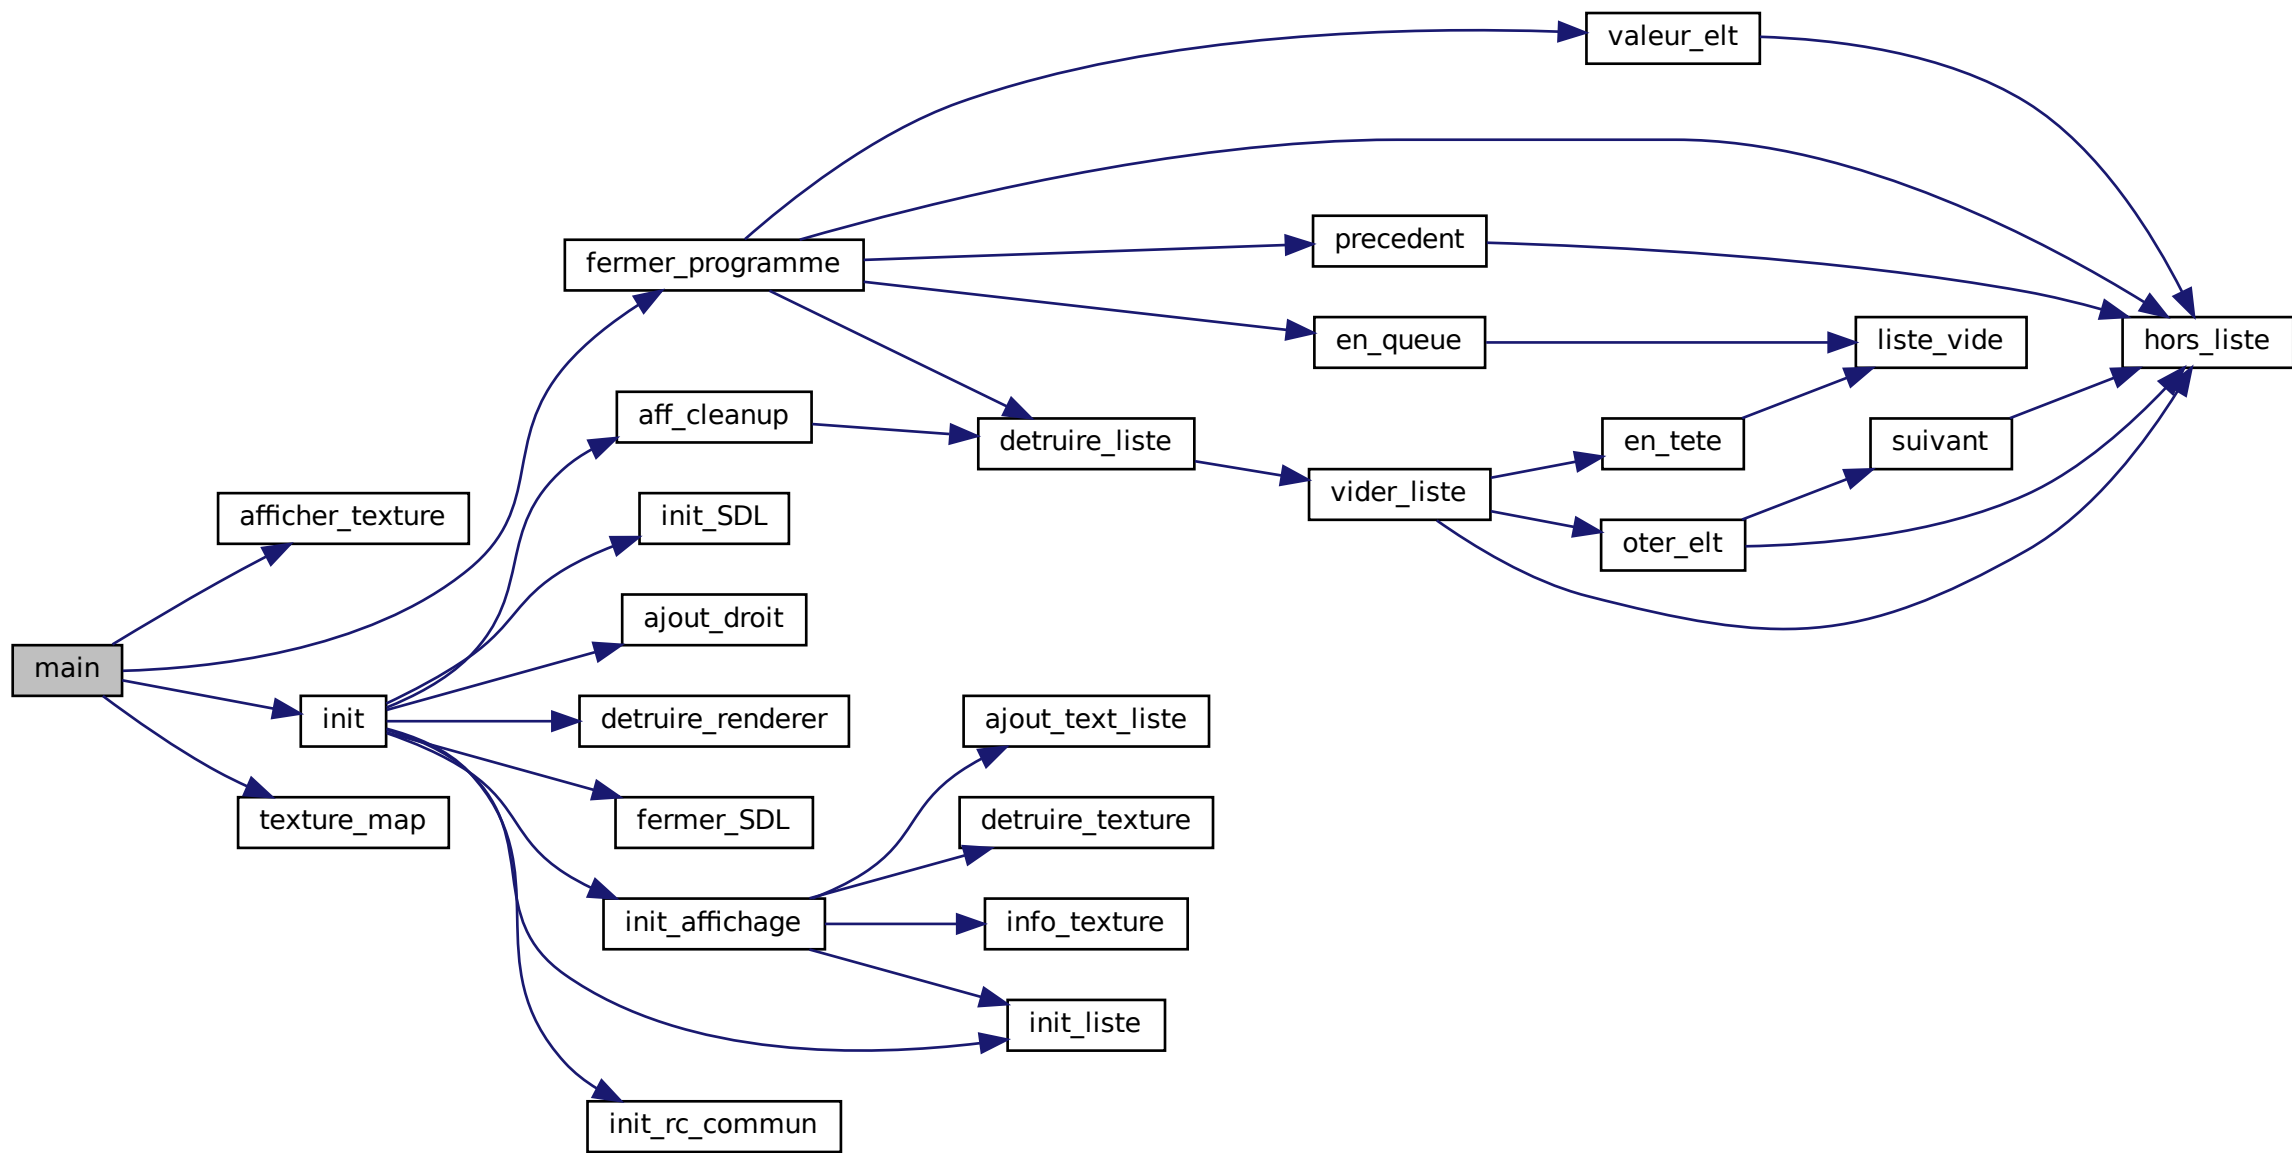 valeur_elt
precedent
fermer_programme
en_queue
liste_vide
hors_liste
aff_cleanup
detruire_liste
en_tete
suivant
vider_liste
afficher_texture
init_SDL
oter_elt
ajout_droit
main
init
detruire_renderer
ajout_text_liste
texture_map
fermer_SDL
detruire_texture
init_affichage
info_texture
init_liste
init_rc_commun